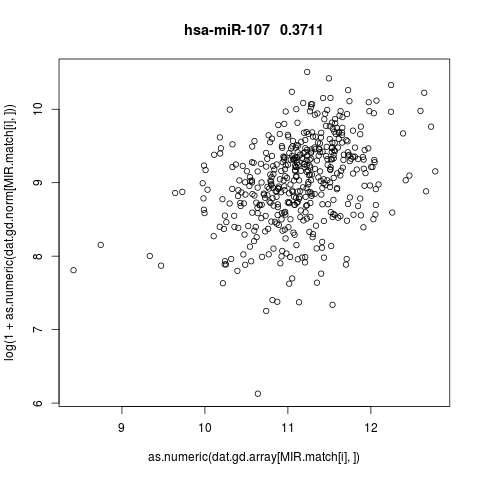 hsa-miR-107 0.3711
log(1 + as.numeric(dat.gd.norm[MIR.match[i], ]))
10
9
8
7
6
9 10 11 12
as.numeric(dat.gd.array[MIR.match[i], ])